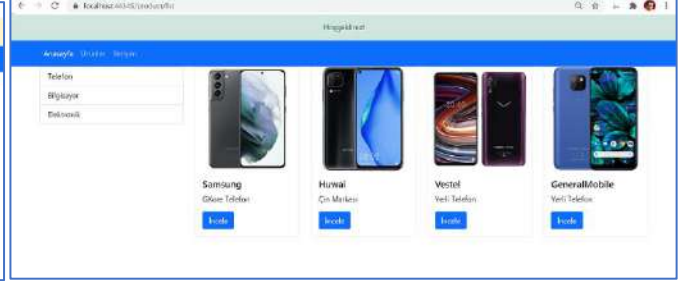 localhost:44345/product/list
Hoşgeldiniz!
Anasayfa Ürünler İletişim
Telefon
Bilgisayar
Elektronik
Samsung
GKore Telefon
İncele
Huwai
Çin Markası
İncele
Vestel
Yerli Telefon
İncele
GeneralMobile
Yerli Telefon
İncele